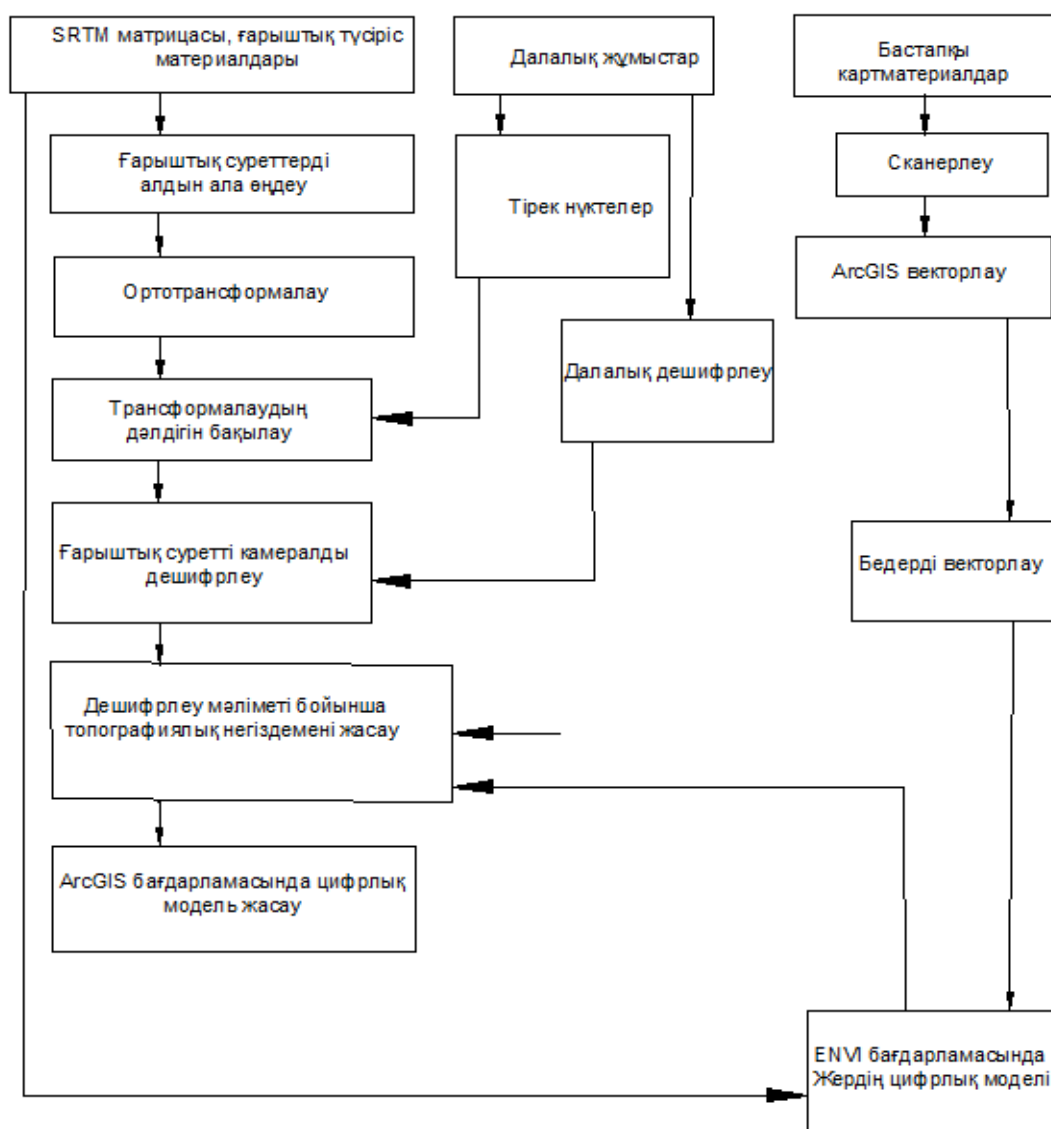 SRTM матрицасы, ғарыштық түсіріс
материалдары
Далалық жұмыстар
Бастапқы
картматериалдар
Ғарыштық суреттерді
алдын ала өңдеу
Тірек нүктелер
Сканерлеу
ArcGIS векторлау
Ортотрансформалау
Далалық дешифрлеу
Трансформалаудың
дәлдігін бақылау
Ғарыштық суретті камералды
дешифрлеу
Бедерді векторлау
Дешифрлеу мәліметі бойынша
топографиялық негіздемені жасау
ArcGIS бағдарламасында цифрлық
модель жасау
ENVI бағдарламасында
Жердің цифрлық моделі